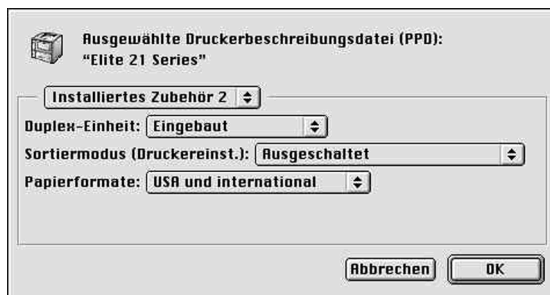 Ausgewählte Druckerbeschreibungsdatei (PPD):
“Elite 21 Series”
Installiertes Zubehör 2
Duplex-Einheit: Eingebaut
Sortiermodus (Druckereinst.): Ausgeschaltet
Papierformate: USA und international
Abbrechen OK